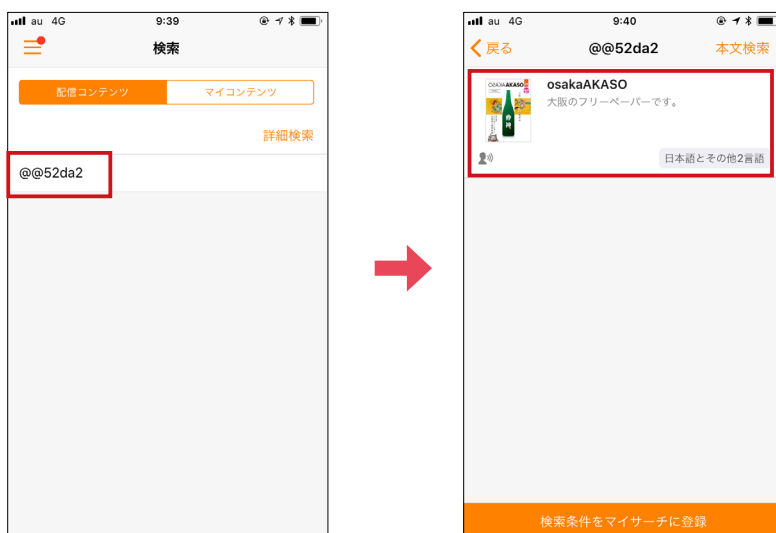 au 4G 9:39
検索
配信コンテンツ マイコンテンツ
詳細検索
@@52da2
au 4G 9:40
戻る @@52da2 本文検索
osakaAKASO
大阪のフリーペーパーです。
日本語とその他2言語
検索条件をマイサーチに登録